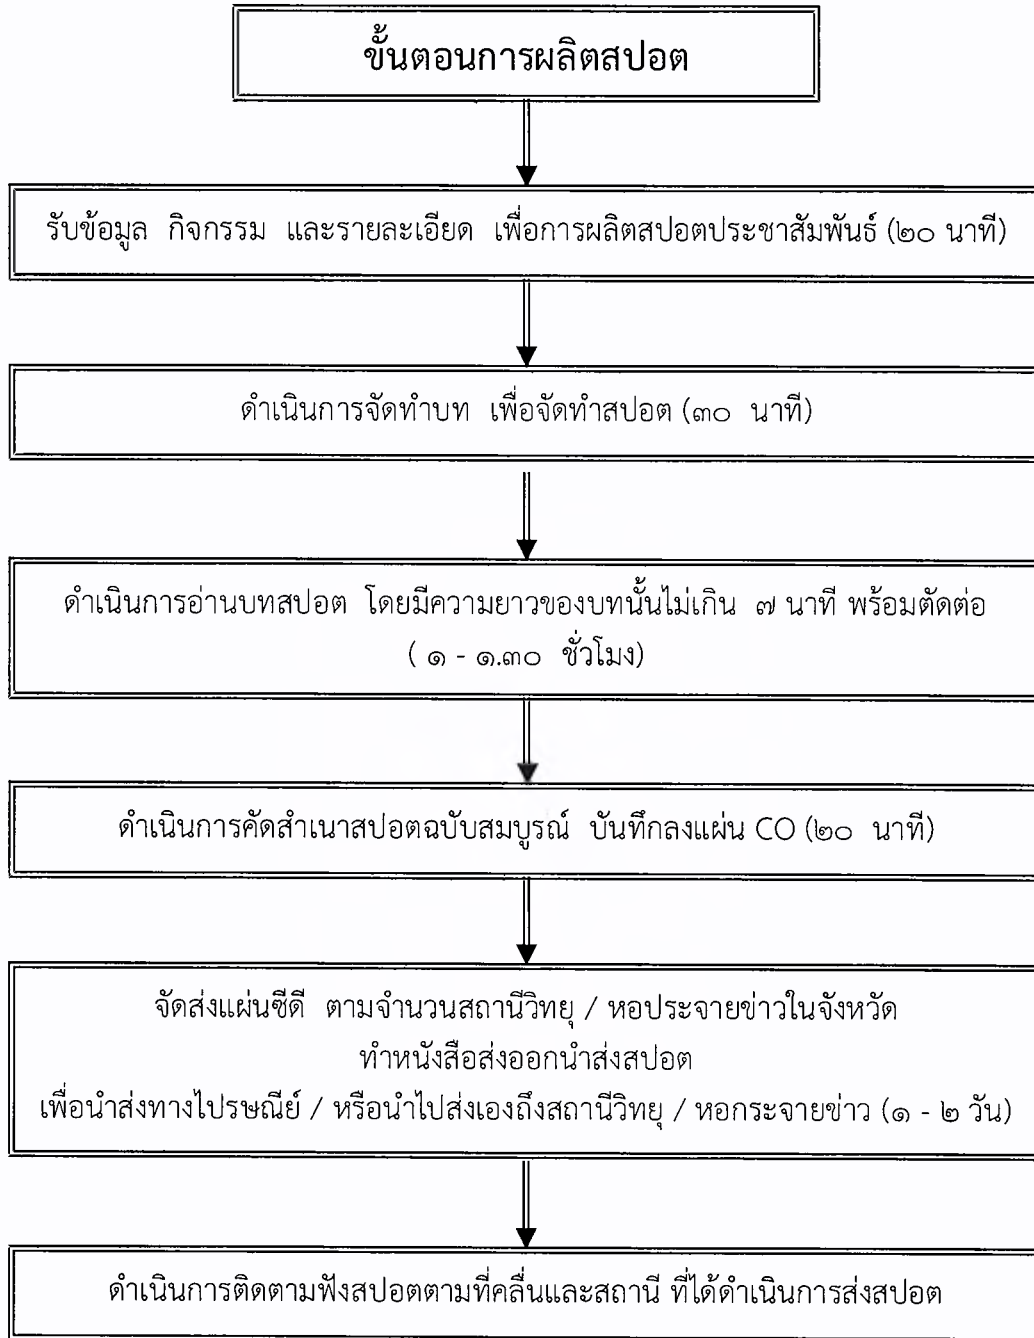 ขั้นตอนการผลิตสปอต
รับข้อมูล กิจกรรม และรายละเอียด เพื่อการผลิตสปอตประชาสัมพันธ์ (๒๐ นาที)
ดำเนินการจัดทำบท เพื่อจัดทำสปอต (๓๐ นาที)
ดำเนินการอ่านบทสปอต โดยมีความยาวของบทนั้นไม่เกิน ๗ นาที พร้อมตัดต่อ
( ๑ - ๑.๓๐ ชั่วโมง)
ดำเนินการคัดสำเนาสปอตฉบับสมบูรณ์ บันทึกลงแผ่น CO (๒๐ นาที)
จัดส่งแผ่นซีดี ตามจำนวนสถานีวิทยุ / หอประจายข่าวในจังหวัด
ทำหนังสือส่งออกนำส่งสปอต
เพื่อนำส่งทางไปรษณีย์ / หรือนำไปส่งเองถึงสถานีวิทยุ / หอกระจายข่าว (๑ - ๒ วัน)
ดำเนินการติดตามฟังสปอตตามที่คลื่นและสถานี ที่ได้ดำเนินการส่งสปอต